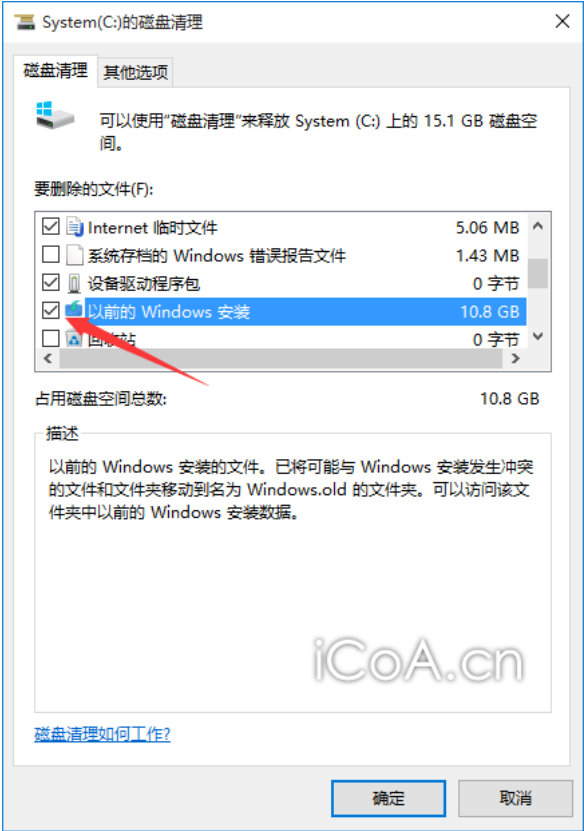 System(C:)的磁盘清理
磁盘清理 其他选项
可以使用“磁盘清理”来释放 System (C:) 上的 15.1 GB 磁盘空
间。
要删除的文件(F):
Internet 临时文件 5.06 MB
系统存档的 Windows 错误报告文件 1.43 MB
设备驱动程序包 0 字节
以前的 Windows 安装 10.8 GB
回收站 0 字节
占用磁盘空间总数: 10.8 GB
描述
以前的 Windows 安装的文件。已将可能与 Windows 安装发生冲突
的文件和文件夹移动到名为 Windows.old 的文件夹。可以访问该文
件夹中以前的 Windows 安装数据。
iCoA.cn
磁盘清理如何工作?
确定 取消